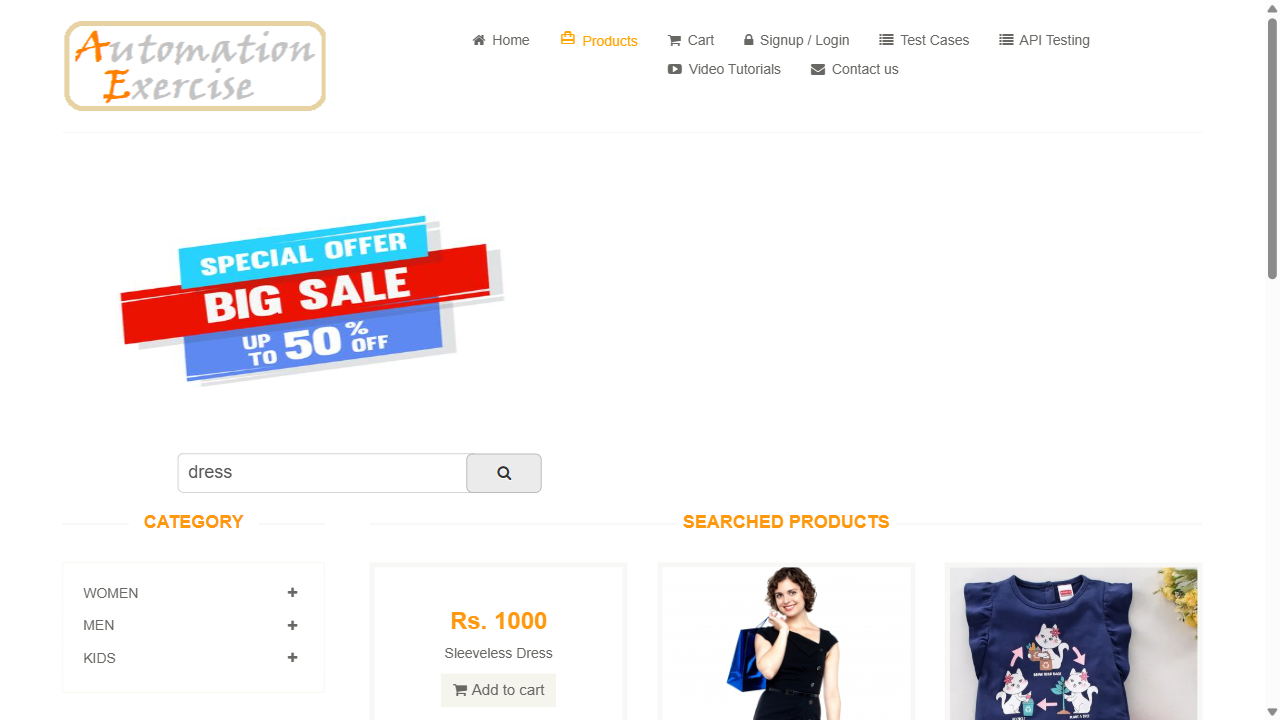 Automation
Exercise
Home
Products
Cart
Signup / Login
Test Cases
API Testing
Video Tutorials
Contact us
SPECIAL OFFER
BIG SALE
UP TO 50% OFF
dress
CATEGORY
SEARCHED PRODUCTS
WOMEN
MEN
KIDS
Rs. 1000
Sleeveless Dress
Add to cart